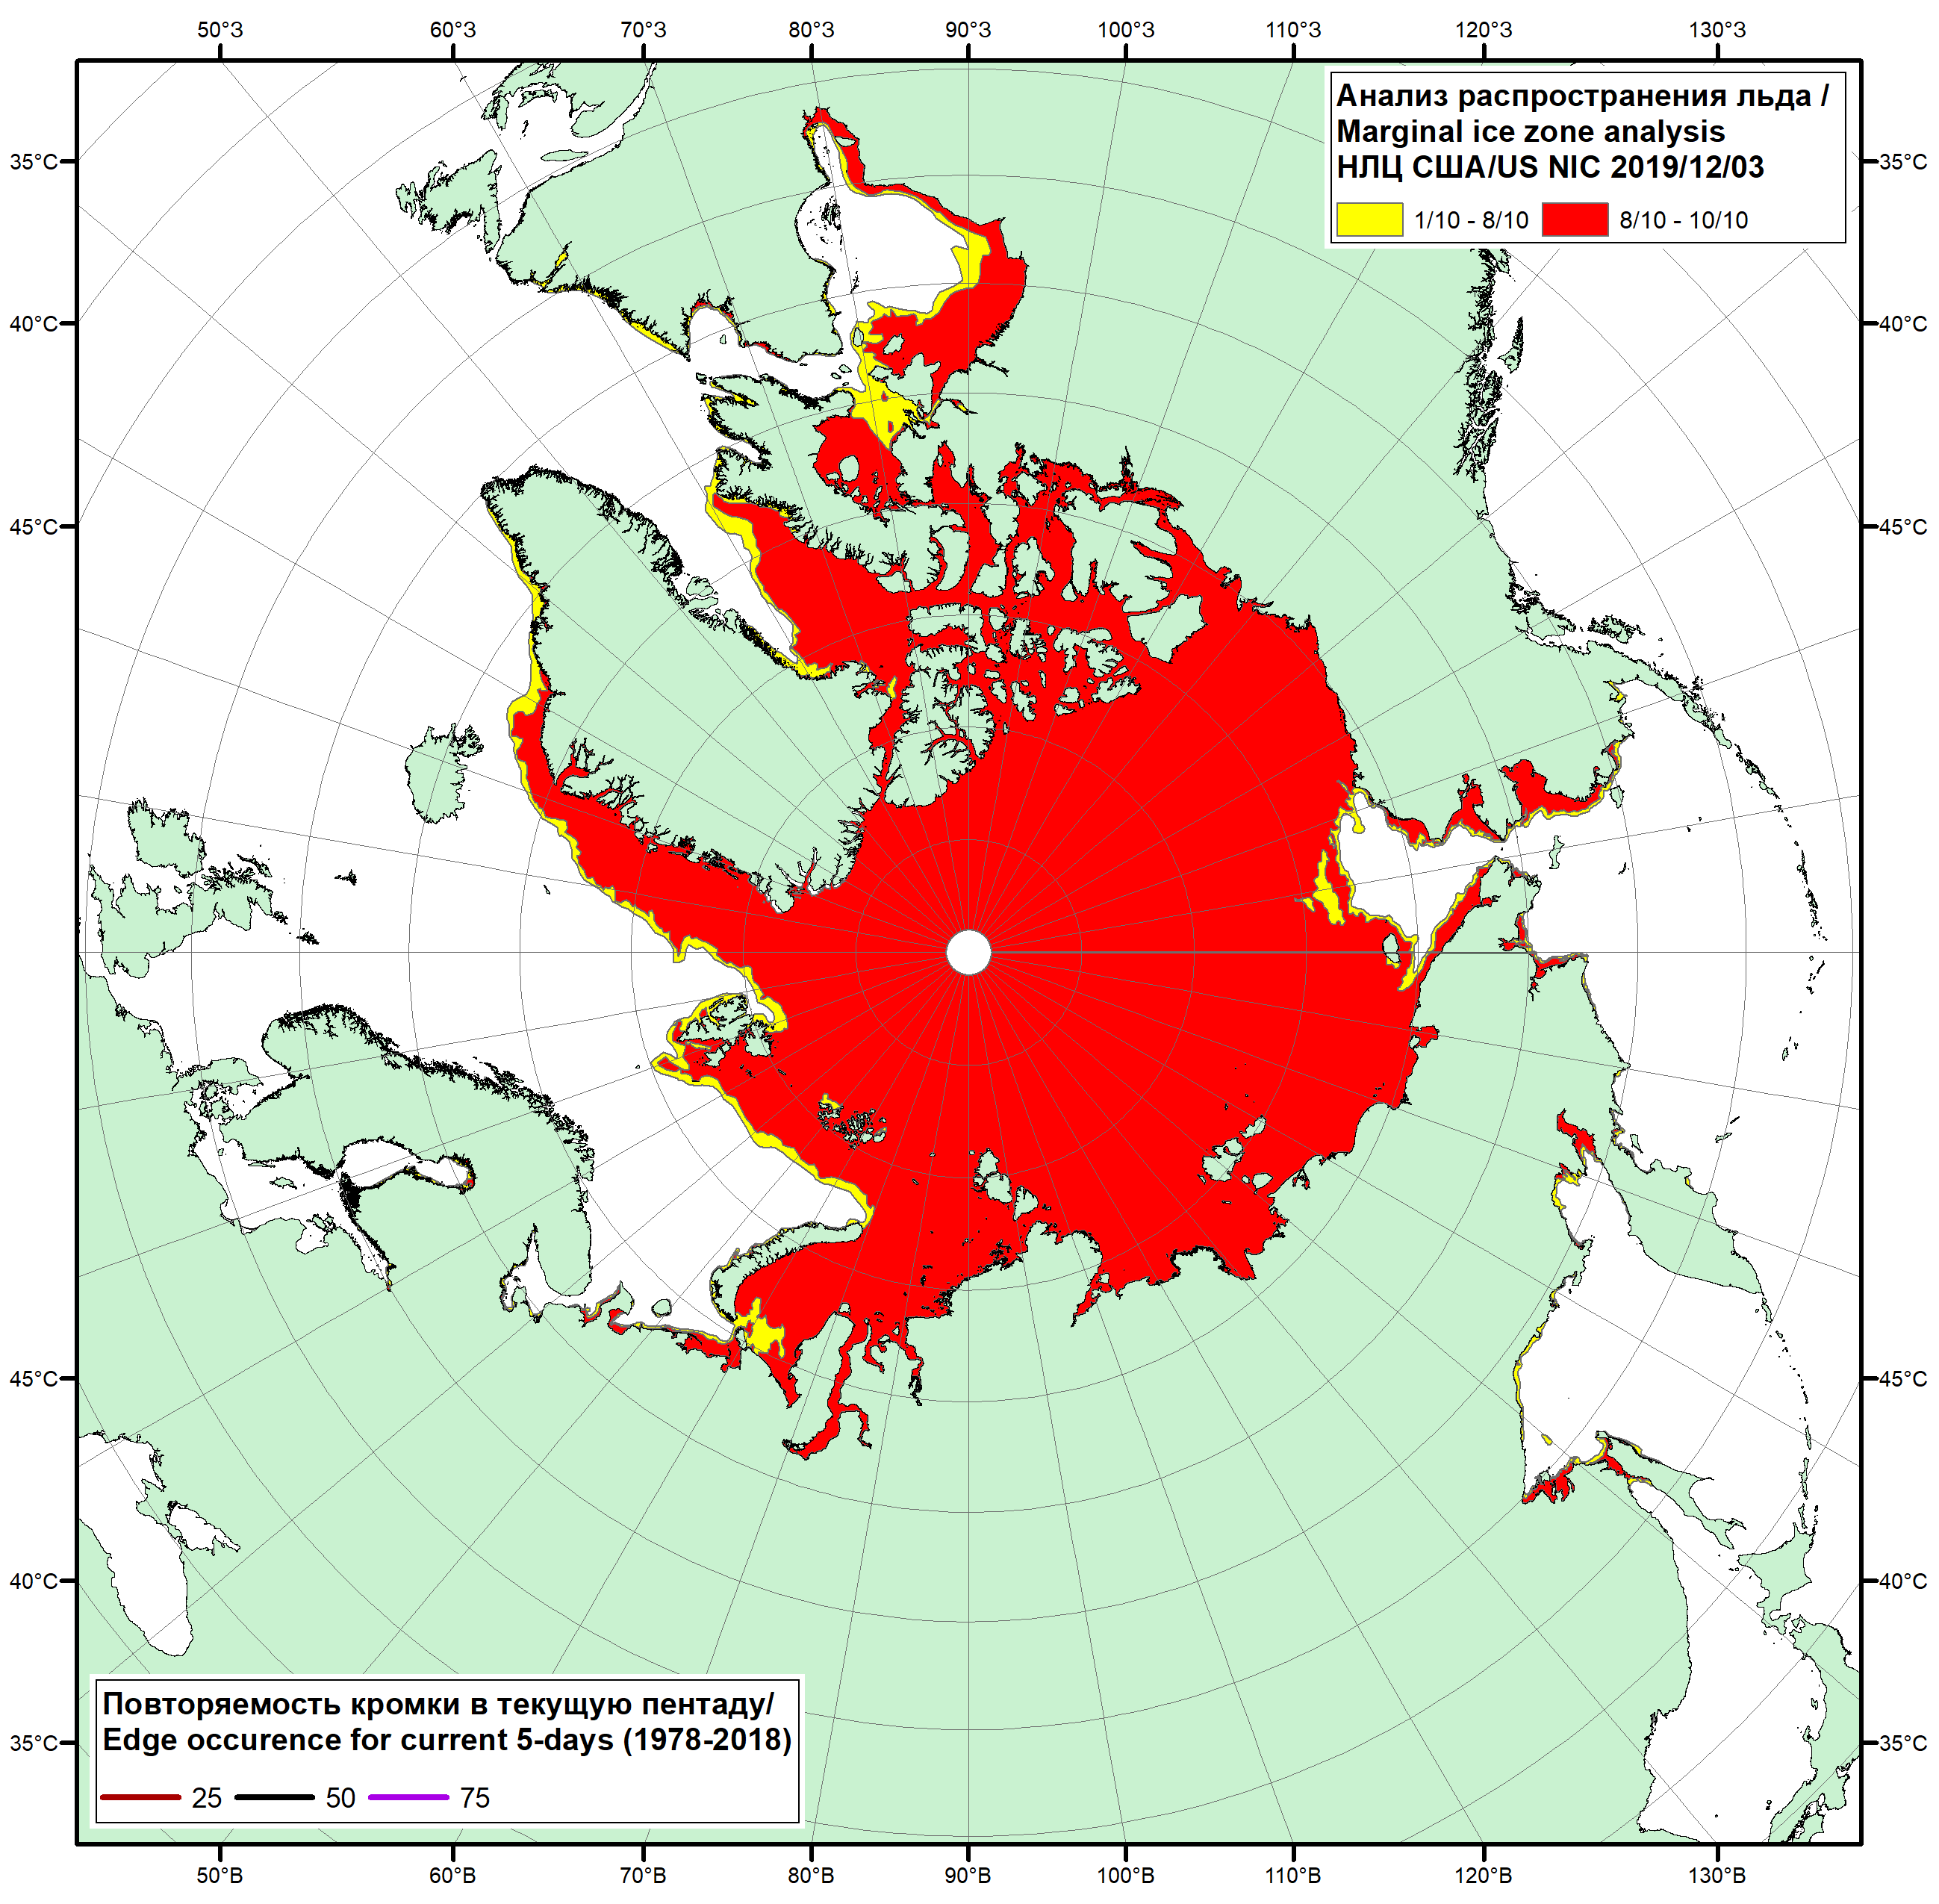 50°З 60°З 70°З 80°З 90°З 100°З 110°З 120°З 130°З
Анализ распространения льда /
Marginal ice zone analysis
НЛЦ США/US NIC 2019/12/03
1/10 - 8/10 8/10 - 10/10
35°С 35°С
40°С 40°С
45°С 45°С
45°С 45°С
40°С 40°С
35°С 35°С
Повторяемость кромки в текущую пентаду/
Edge occurence for current 5-days (1978-2018)
25 50 75
50°В 60°В 70°В 80°В 90°В 100°В 110°В 120°В 130°В